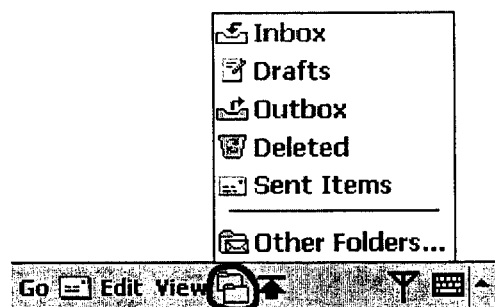 Inbox
Drafts
Outbox
Deleted
Sent Items
Other Folders...
Go Edit View